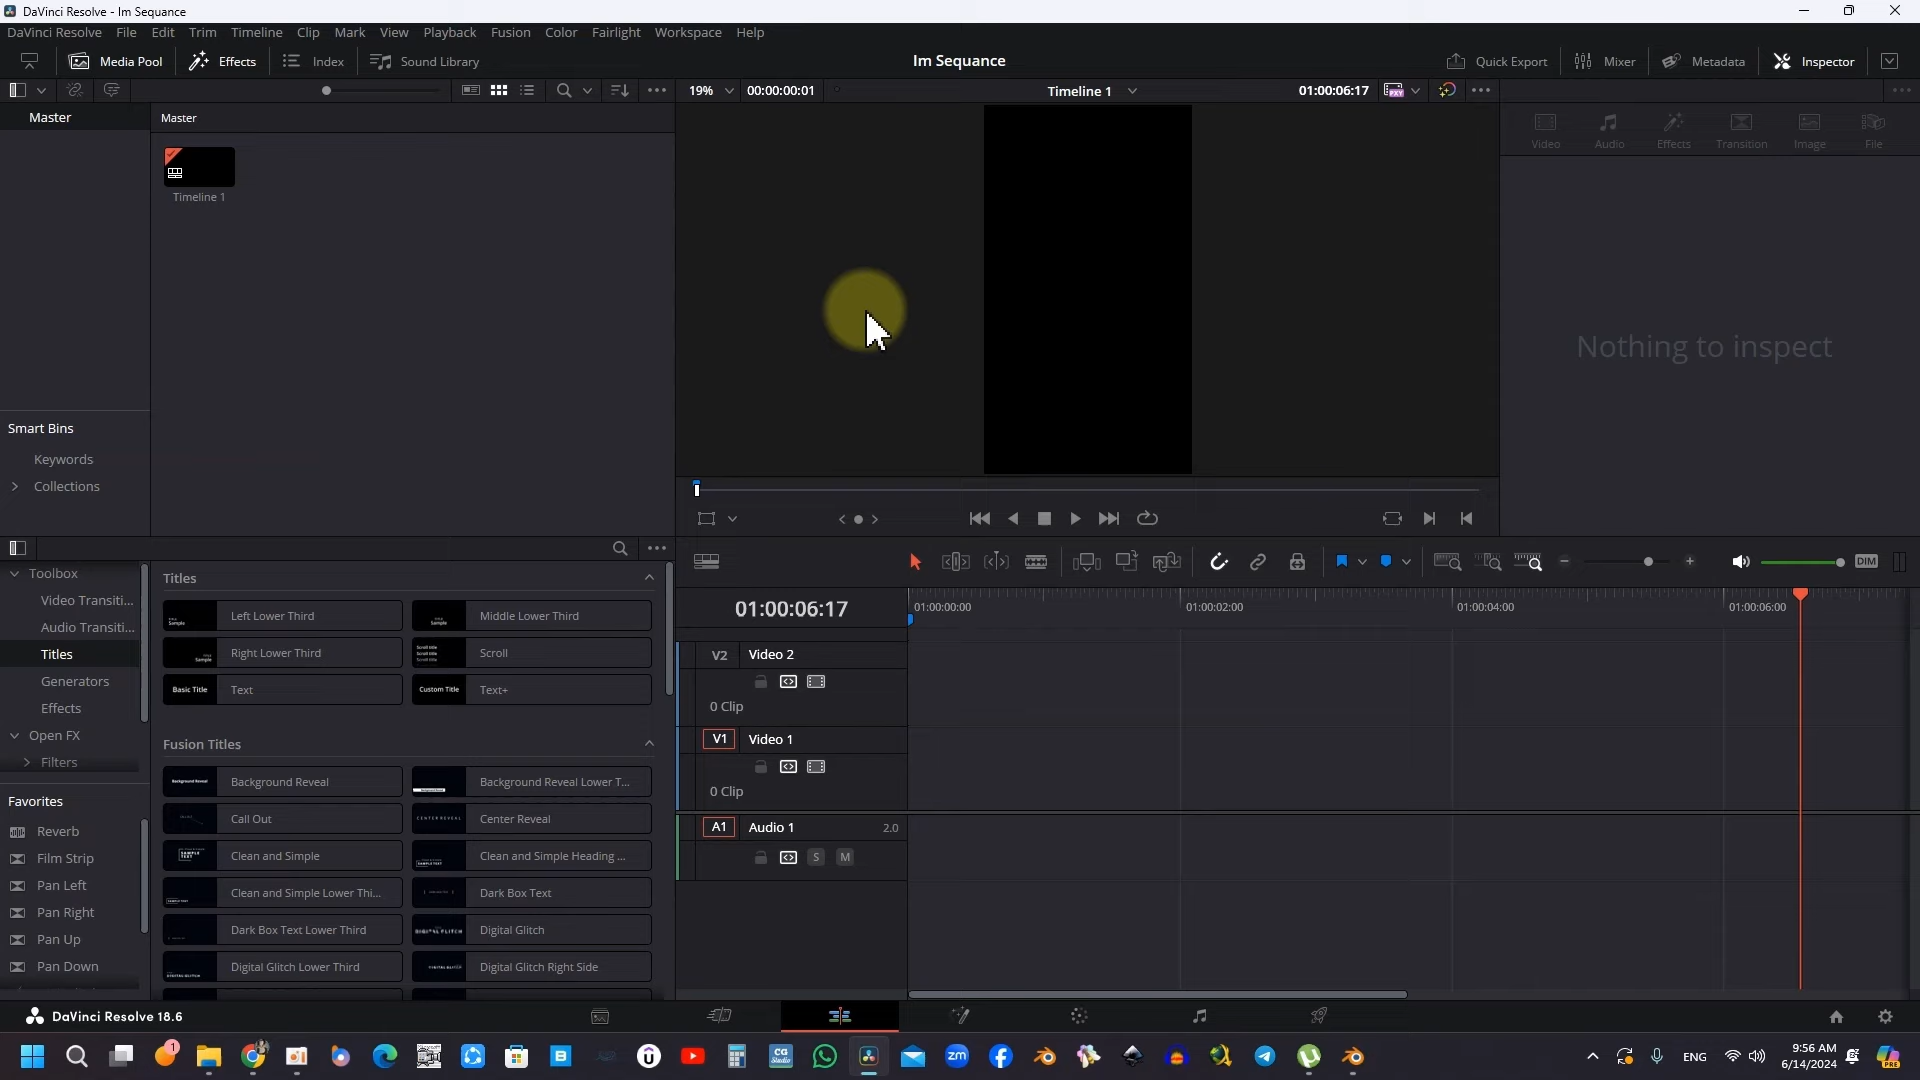 DaVinci Resolve - Im Sequence
DaVinci Resolve File Edit Trim Timeline Clip Mark View Playback Fusion Color Fairlight Workspace Help
Media Pool Effects Index Sound Library Im Sequence Quick Export Mixer Metadata Inspector
19% 00:00:00:01 Timeline 1 01:00:06:17
Master Master
Video Audio Effects Transition Image File
Timeline 1
Nothing to inspect
Smart Bins
Keywords
Collections
Toolbox
Video Transiti...
Audio Transiti...
Titles
Generators
Effects
Open FX
Filters
Favorites
Reverb
Film Strip
Pan Left
Pan Right
Pan Up
Pan Down
Titles
Left Lower Third Middle Lower Third
Right Lower Third Scroll
Basic Title Text Custom Title Text+
Fusion Titles
Background Reveal Background Reveal Lower T...
Call Out Center Reveal
Clean and Simple Clean and Simple Heading ...
Clean and Simple Lower Thi... Dark Box Text
Dark Box Text Lower Third Digital Glitch
Digital Glitch Lower Third Digital Glitch Right Side
DIM
01:00:06:17 01:00:00:00 01:00:02:00 01:00:04:00 01:00:06:00
V2 Video 2
0 Clip
V1 Video 1
0 Clip
A1 Audio 1 2.0
S M
DaVinci Resolve 18.6
ENG
9:56 AM
6/14/2024